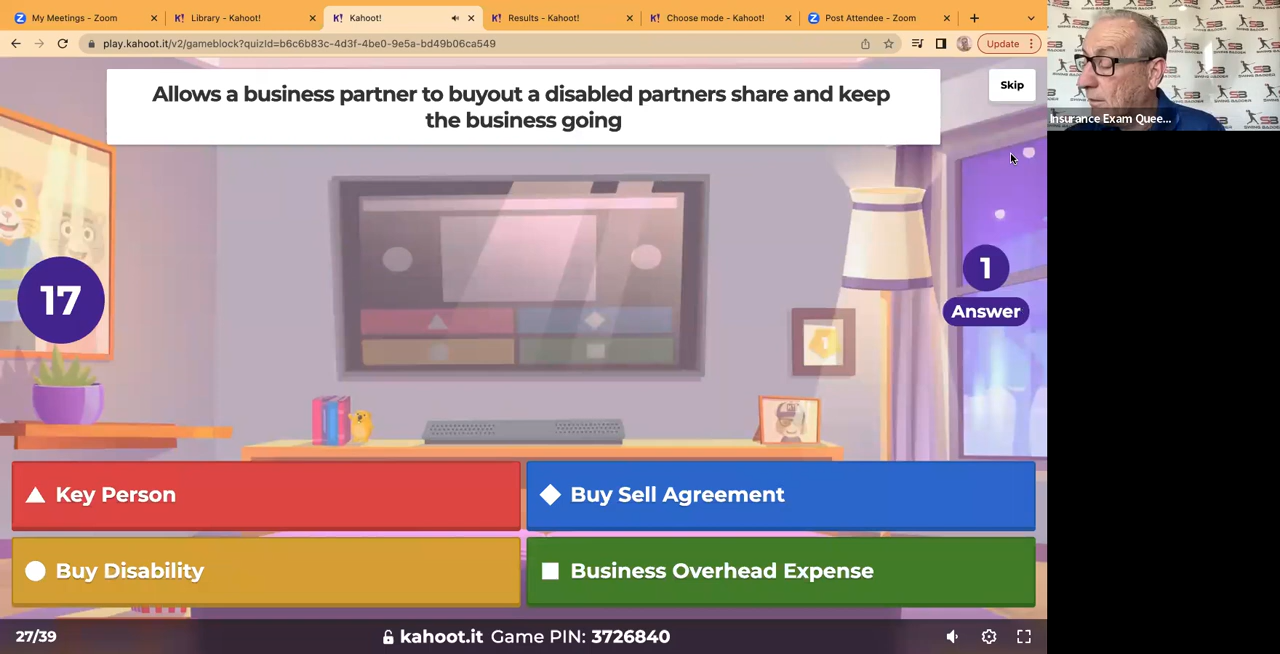 My Meetings - Zoom
Library - Kahoot!
Kahoot!
Results - Kahoot!
Choose mode - Kahoot!
Post Attendee - Zoom
play.kahoot.it/v2/gameblock?quizId=b6c6b83c-4d3f-4be0-9e5a-bd49b06ca549
Update
Allows a business partner to buyout a disabled partners share and keep
the business going
Skip
Insurance Exam Quee...
17
1
Answer
Key Person
Buy Sell Agreement
Buy Disability
Business Overhead Expense
27/39
kahoot.it Game PIN: 3726840